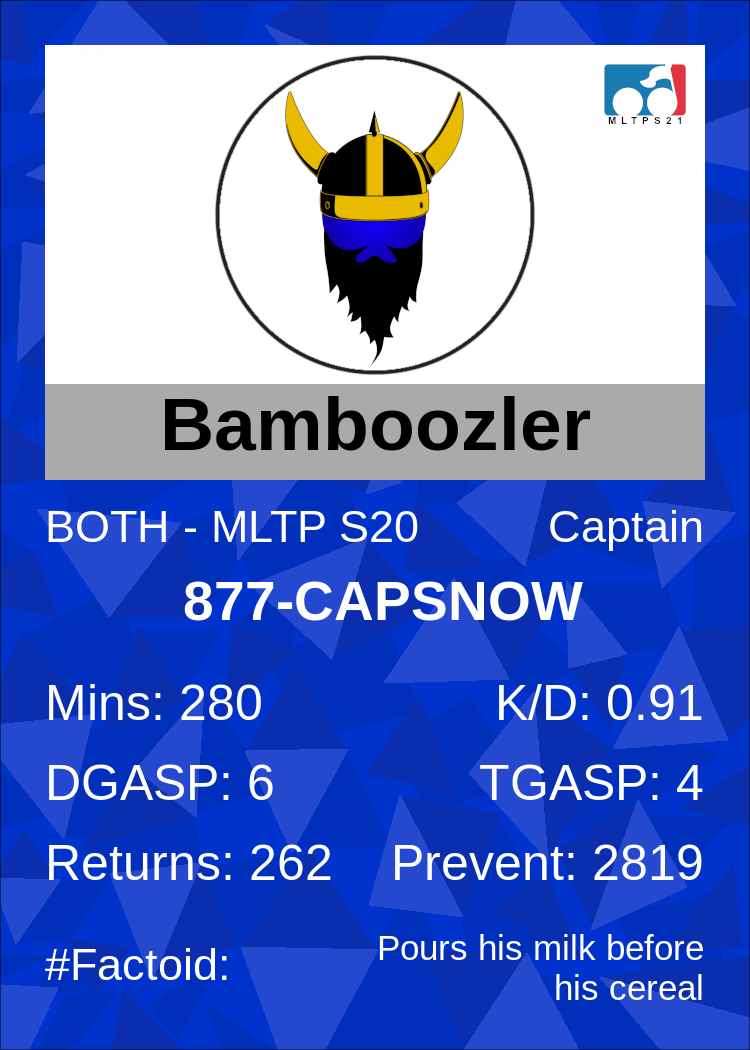 MLTPS21
Bamboozler
BOTH - MLTP S20 Captain
877-CAPSNOW
Mins: 280 K/D: 0.91
DGASP: 6 TGASP: 4
Returns: 262 Prevent: 2819
#Factoid: Pours his milk before
his cereal